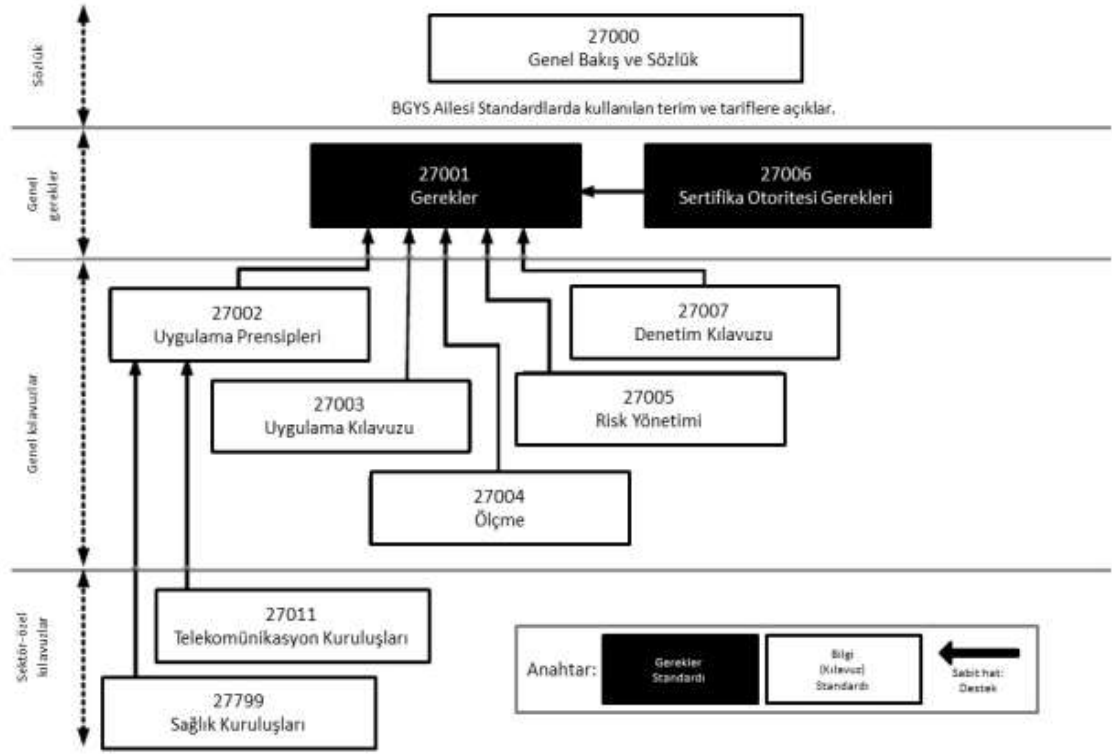 Sözlük
27000
Genel Bakış ve Sözlük
BGYS Ailesi Standardlarda kullanılan terim ve tariflere açıklar.
Genel
gerekler
27001
Gerekler
27006
Sertifika Otoritesi Gerekleri
Genel kılavuzlar
27002
Uygulama Prensipleri
27007
Denetim Kılavuzu
27003
Uygulama Kılavuzu
27005
Risk Yönetimi
27004
Ölçme
Sektör-özel
kılavuzlar
27011
Telekomünikasyon Kuruluşları
27799
Sağlık Kuruluşları
Anahtar:
Gerekler
Standardı
Bilgi
(Kılavuz)
Standardı
Sabit hat:
Destek